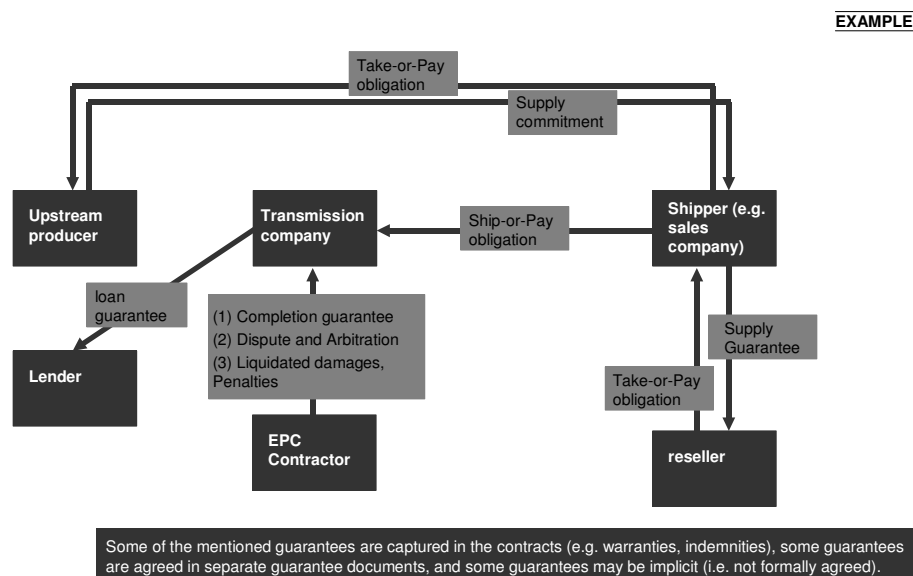 EXAMPLE
Take-or-Pay
obligation
Supply
commitment
Upstream
producer
Transmission
company
Ship-or-Pay
obligation
Shipper (e.g.
sales
company)
loan
guarantee
(1) Completion guarantee
(2) Dispute and Arbitration
(3) Liquidated damages,
Penalties
Supply
Guarantee
Lender
Take-or-Pay
obligation
EPC
Contractor
reseller
Some of the mentioned guarantees are captured in the contracts (e.g. warranties, indemnities), some guarantees
are agreed in separate guarantee documents, and some guarantees may be implicit (i.e. not formally agreed).